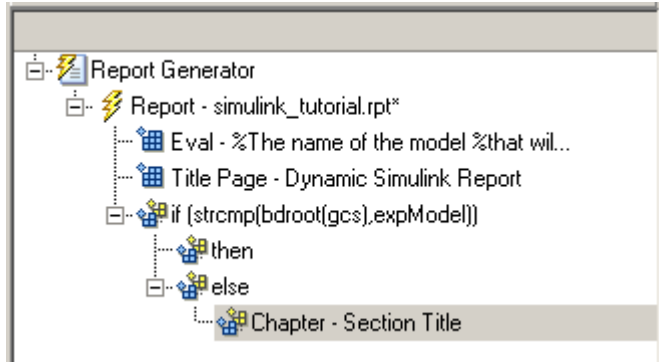 Report Generator
Report - simulink_tutorial.rpt*
Eval - %The name of the model %that wil...
Title Page - Dynamic Simulink Report
if (strcmp(bdroot(gcs),expModel))
then
else
Chapter - Section Title